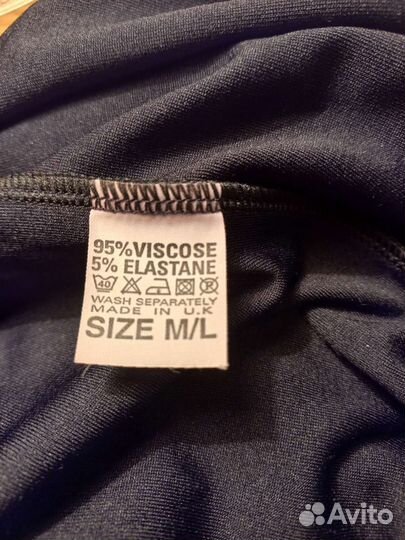 95% VISCOSE
5% ELASTANE
40
WASH SEPARATELY
MADE IN U.K
SIZE M/L
Avito